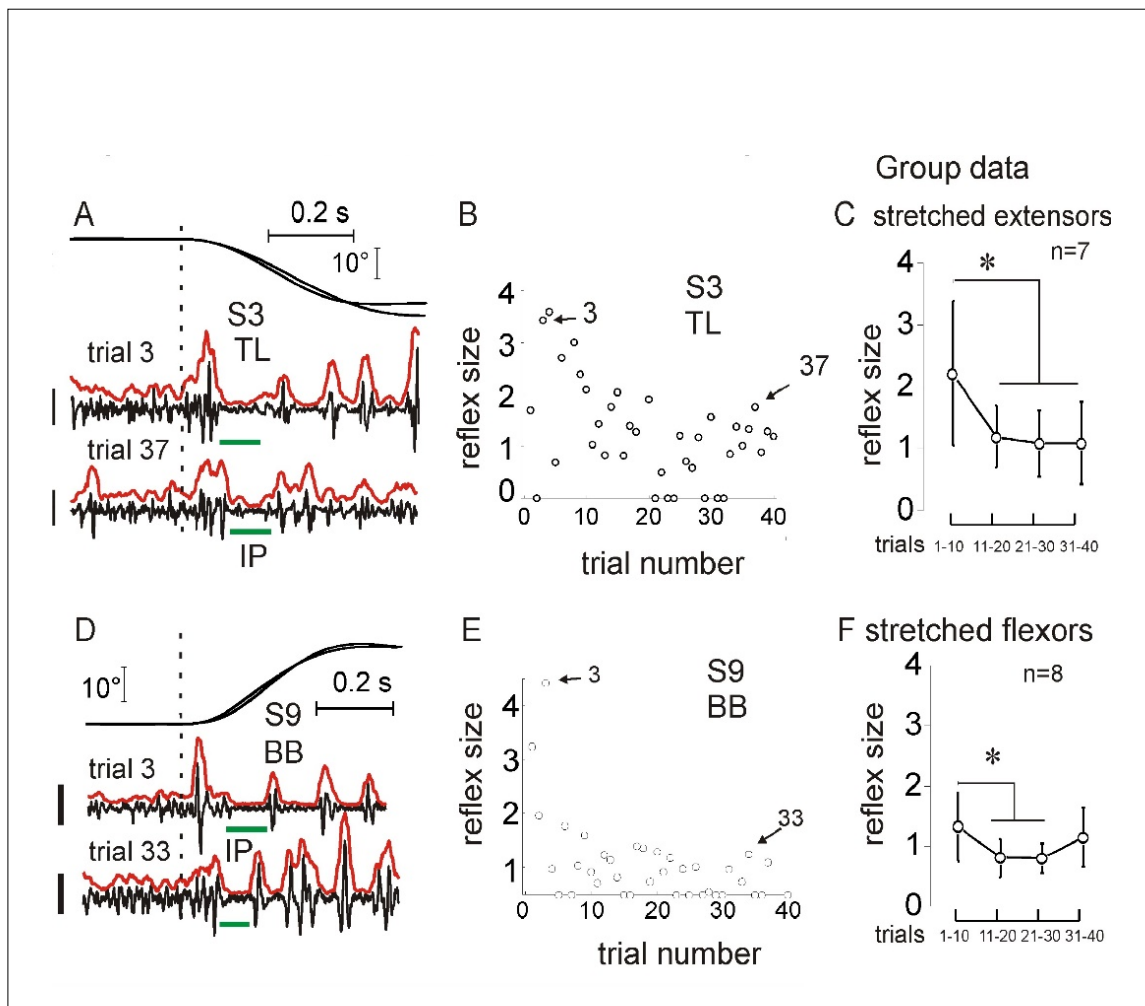 Group data
A
0.2 s
10°
S3
TL
trial 3
trial 37
IP
B
S3
TL
3
37
4
3
2
1
0
reflex size
0 10 20 30 40
trial number
C stretched extensors
n=7
*
4
3
2
1
0
reflex size
trials 1-10 11-20 21-30 31-40
D
10°
0.2 s
S9
BB
trial 3
trial 33
IP
E
S9
BB
3
33
4
3
2
1
reflex size
0 10 20 30 40
trial number
F stretched flexors
n=8
*
4
3
2
1
0
reflex size
trials 1-10 11-20 21-30 31-40